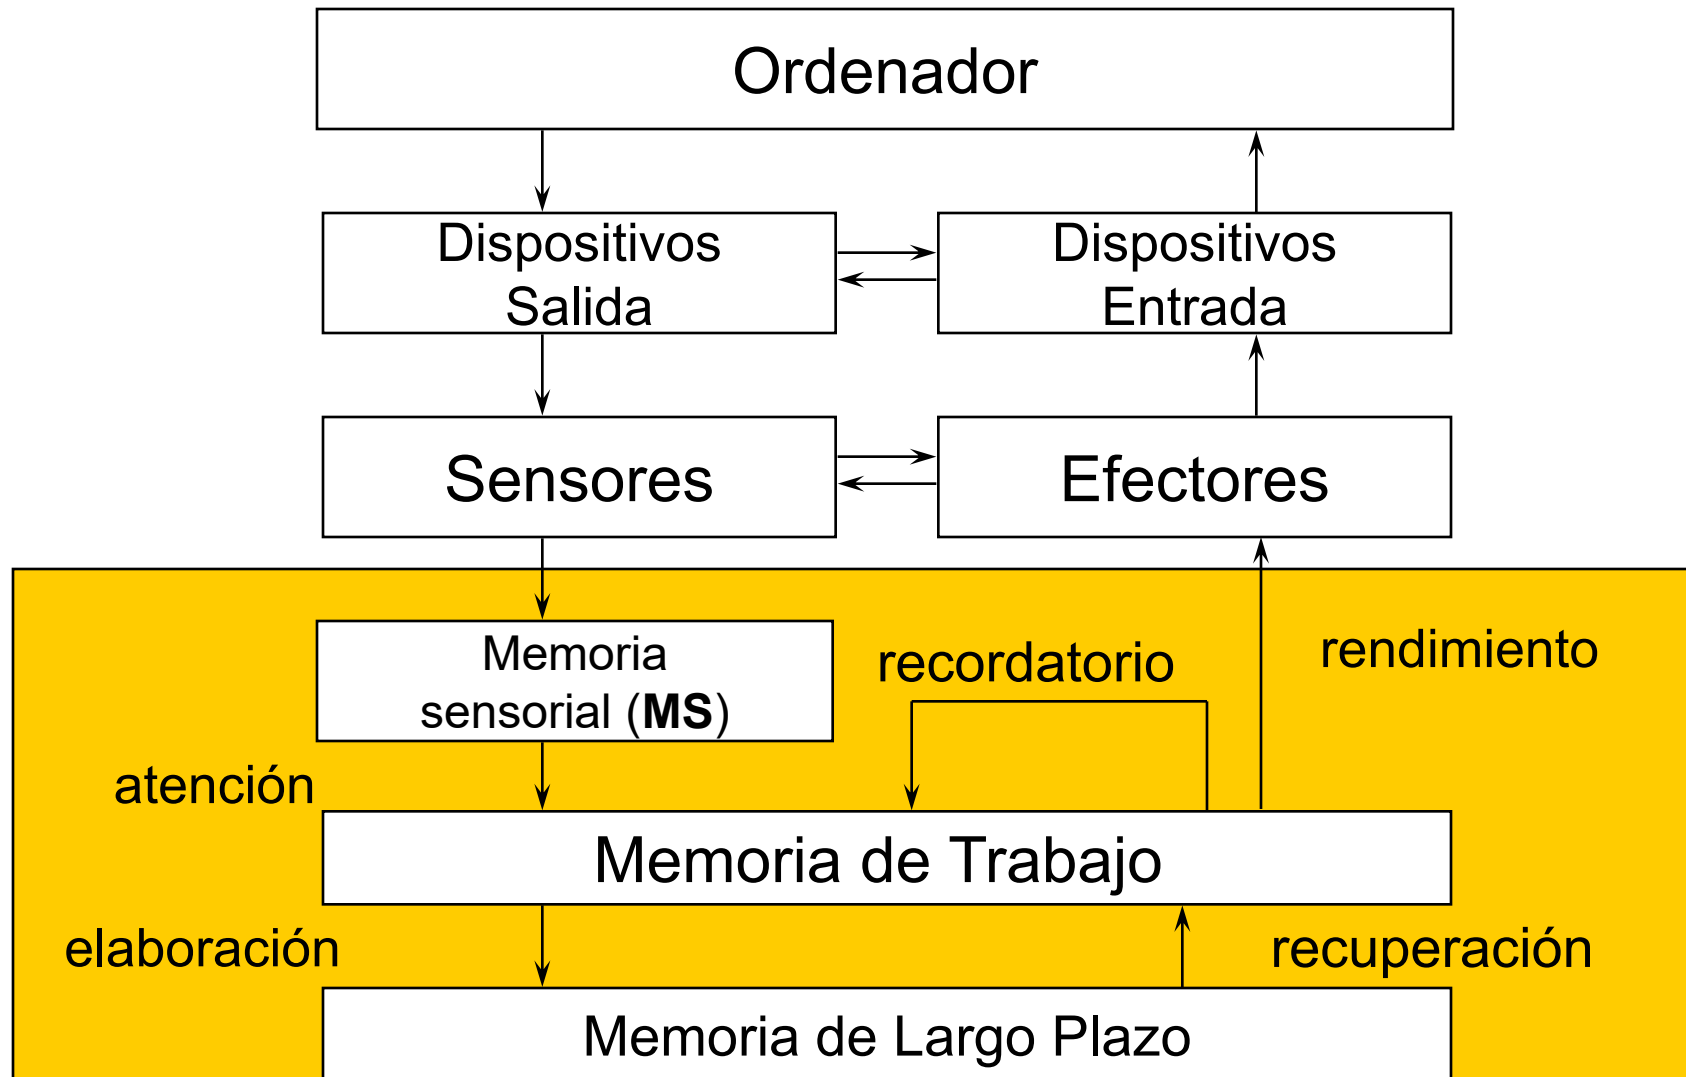 Ordenador
Dispositivos
Salida
Dispositivos
Entrada
Sensores
Efectores
Memoria
sensorial (MS)
recordatorio
rendimiento
atención
Memoria de Trabajo
elaboración
recuperación
Memoria de Largo Plazo